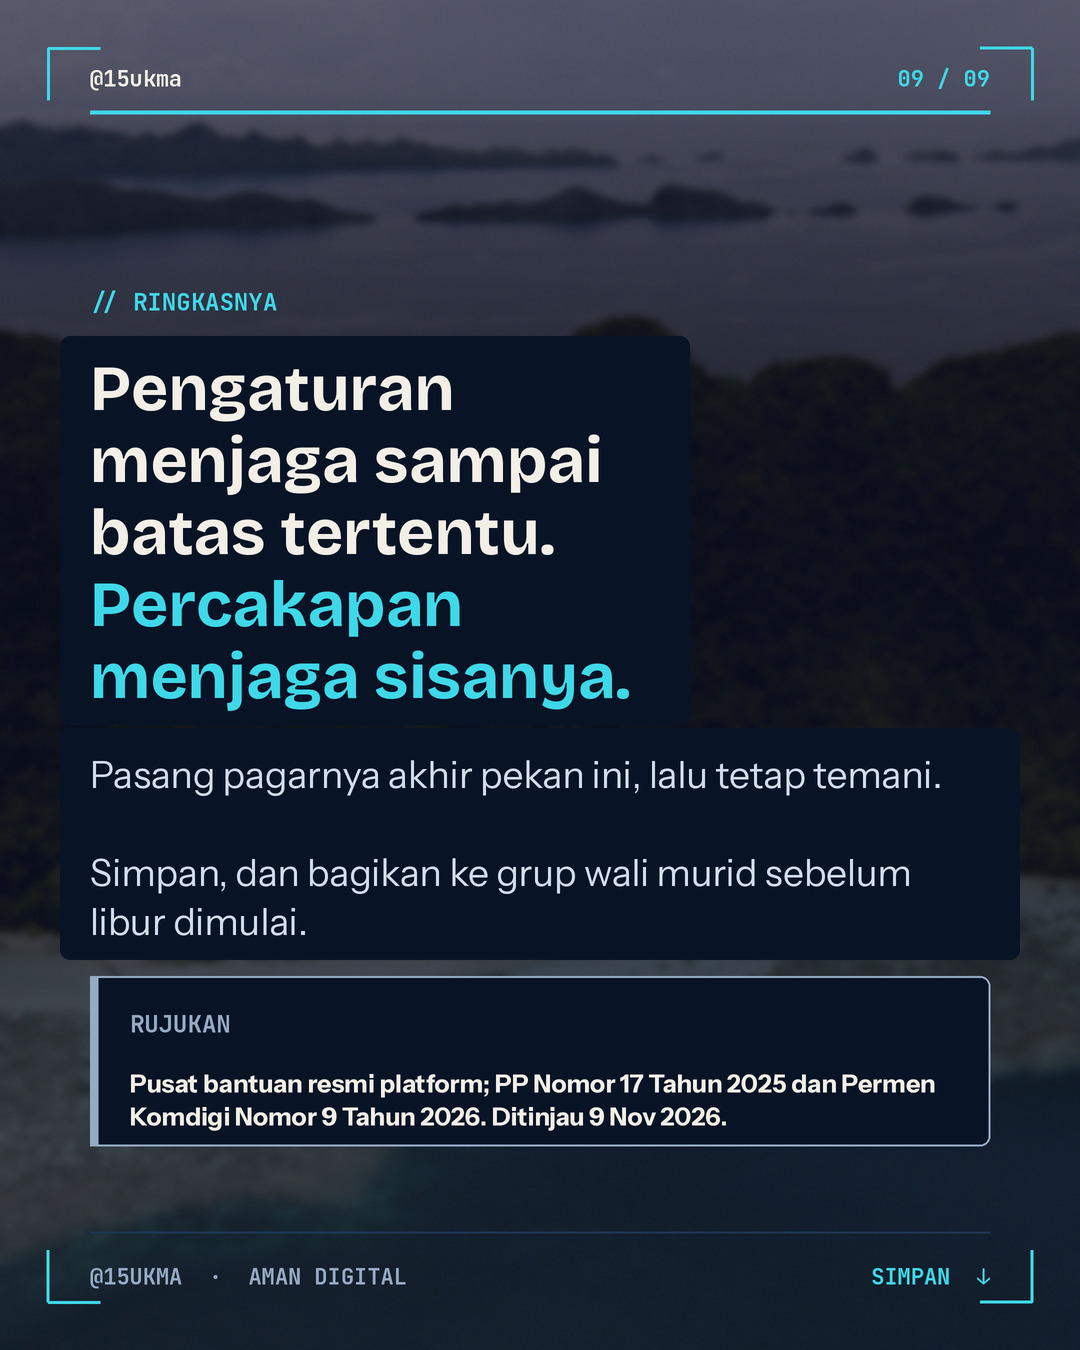 @15ukma
09 / 09
// RINGKASNYA
Pengaturan
menjaga sampai
batas tertentu.
Percakapan
menjaga sisanya.
Pasang pagarnya akhir pekan ini, lalu tetap temani.
Simpan, dan bagikan ke grup wali murid sebelum
libur dimulai.
RUJUKAN
Pusat bantuan resmi platform; PP Nomor 17 Tahun 2025 dan Permen
Komdigi Nomor 9 Tahun 2026. Ditinjau 9 Nov 2026.
@15UKMA · AMAN DIGITAL
SIMPAN ↓